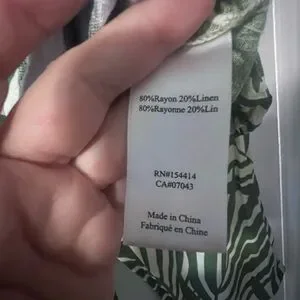 80%Rayon 20%Linen
80%Rayonne 20%Lin
RN#154414
CA#07043
Made in China
Fabriqué en Chine